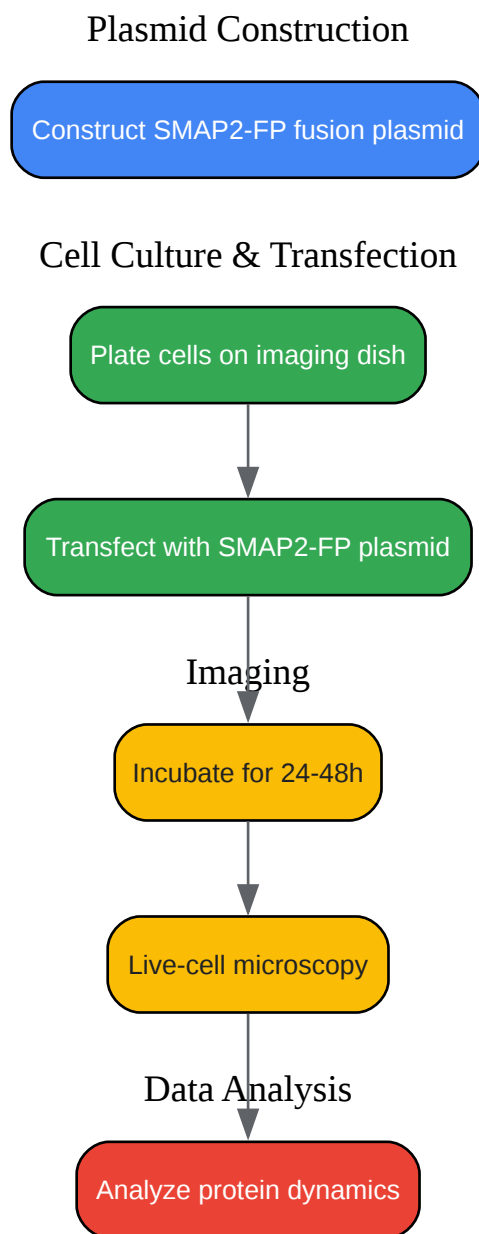 Plasmid Construction
Construct SMAP2-FP fusion plasmid
Cell Culture & Transfection
Plate cells on imaging dish
Transfect with SMAP2-FP plasmid
Imaging
Incubate for 24-48h
Live-cell microscopy
Data Analysis
Analyze protein dynamics